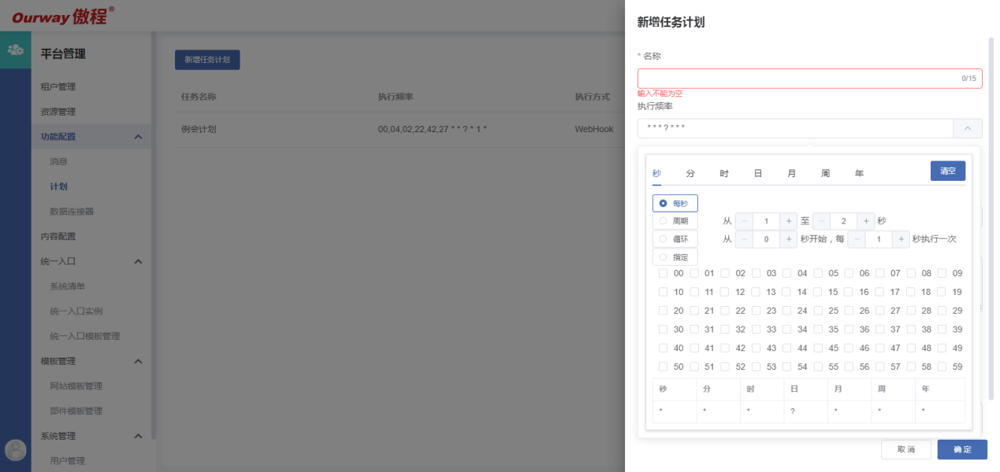 Ourway 傲程®
平台管理
租户管理
资源管理
功能配置
消息
计划
数据连接器
内容配置
统一入口
系统清单
统一入口实例
统一入口模板管理
模板管理
网站模板管理
部件模板管理
系统管理
用户管理
新增任务计划
任务名称 执行频率 执行方式
例会计划 00,04,02,22,42,27 * * ? * 1 * WebHook
新增任务计划
* 名称
0/15
输入不能为空
执行频率
* * * ? * * *
秒 分 时 日 月 周 年 清空
每秒
周期 从 - 1 + 至 - 2 + 秒
循环 从 - 0 + 秒开始，每 - 1 + 秒执行一次
指定
00 01 02 03 04 05 06 07 08 09
10 11 12 13 14 15 16 17 18 19
20 21 22 23 24 25 26 27 28 29
30 31 32 33 34 35 36 37 38 39
40 41 42 43 44 45 46 47 48 49
50 51 52 53 54 55 56 57 58 59
秒 分 时 日 月 周 年
* * * ? * * *
取 消 确 定